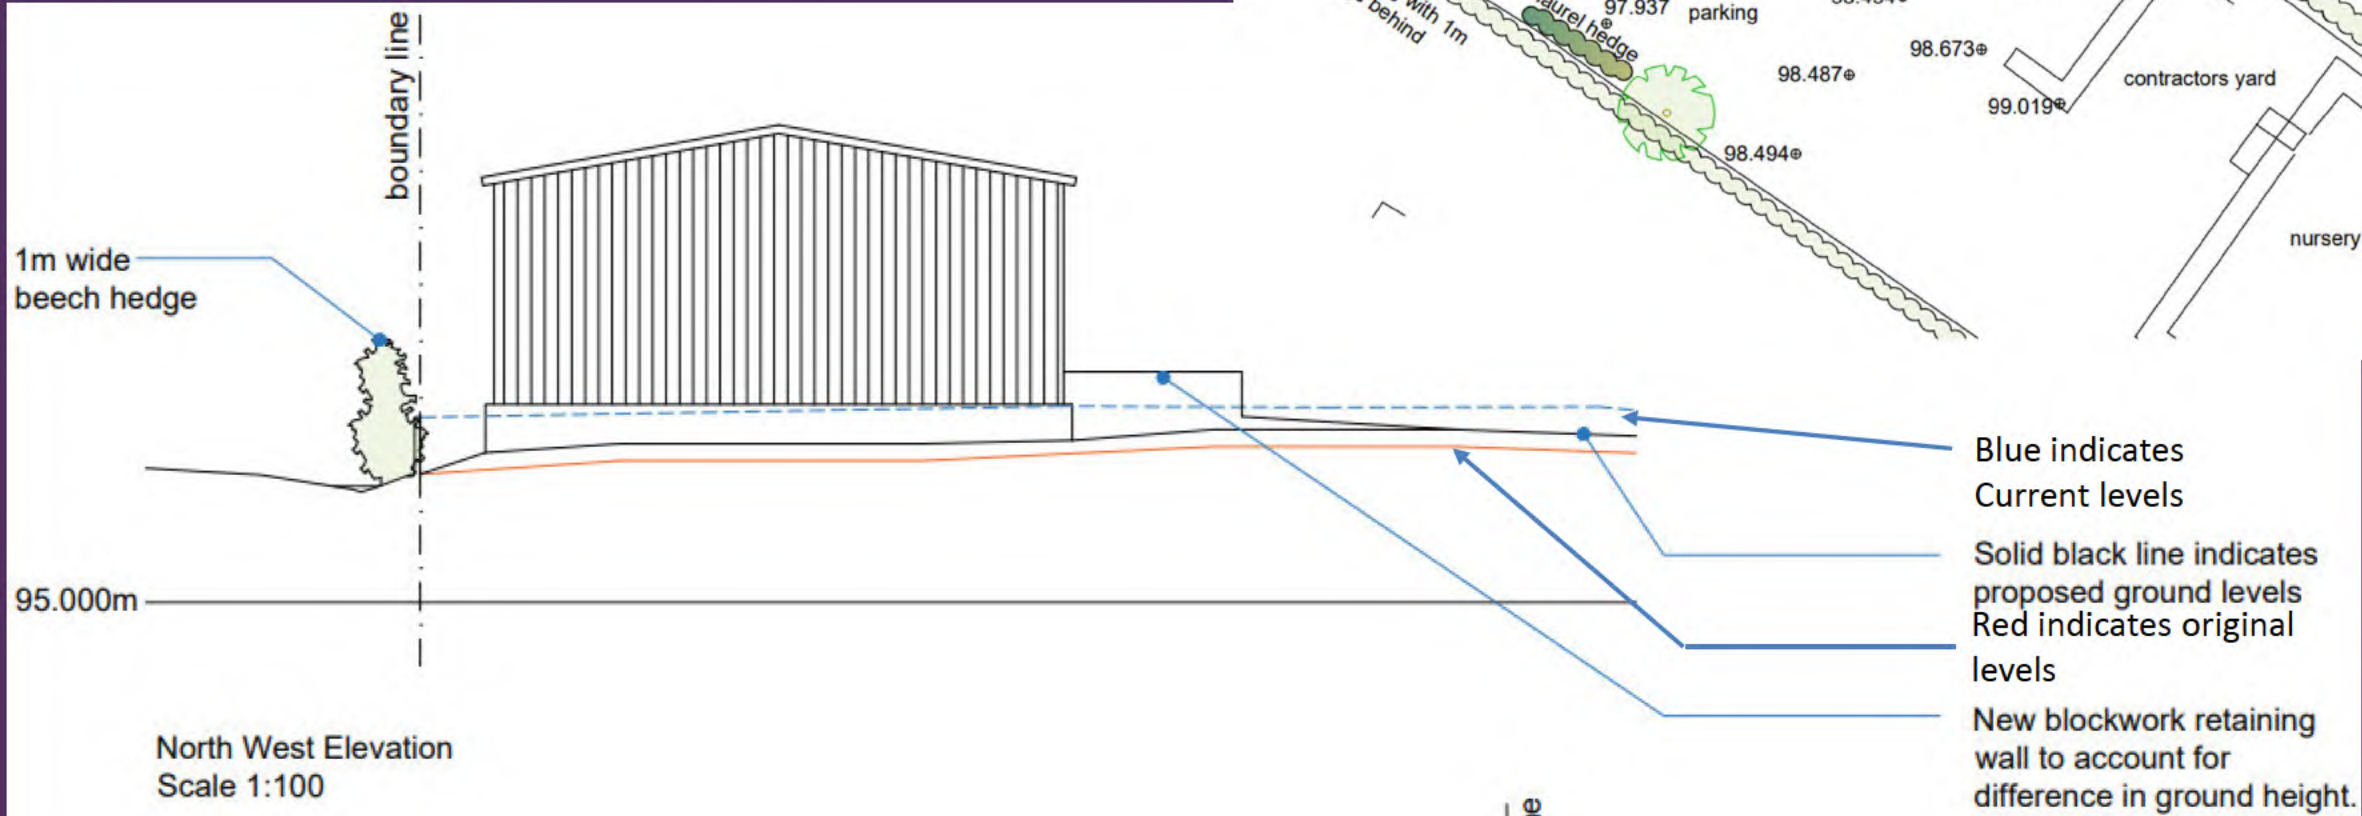 boundary line
1m wide
beech hedge
95.000m
North West Elevation
Scale 1:100
with 1m
behind
laurel hedge
97.937
parking
98.673
98.487
99.019
98.494
contractors yard
nursery
Blue indicates
Current levels
Solid black line indicates
proposed ground levels
Red indicates original
levels
New blockwork retaining
wall to account for
difference in ground height.